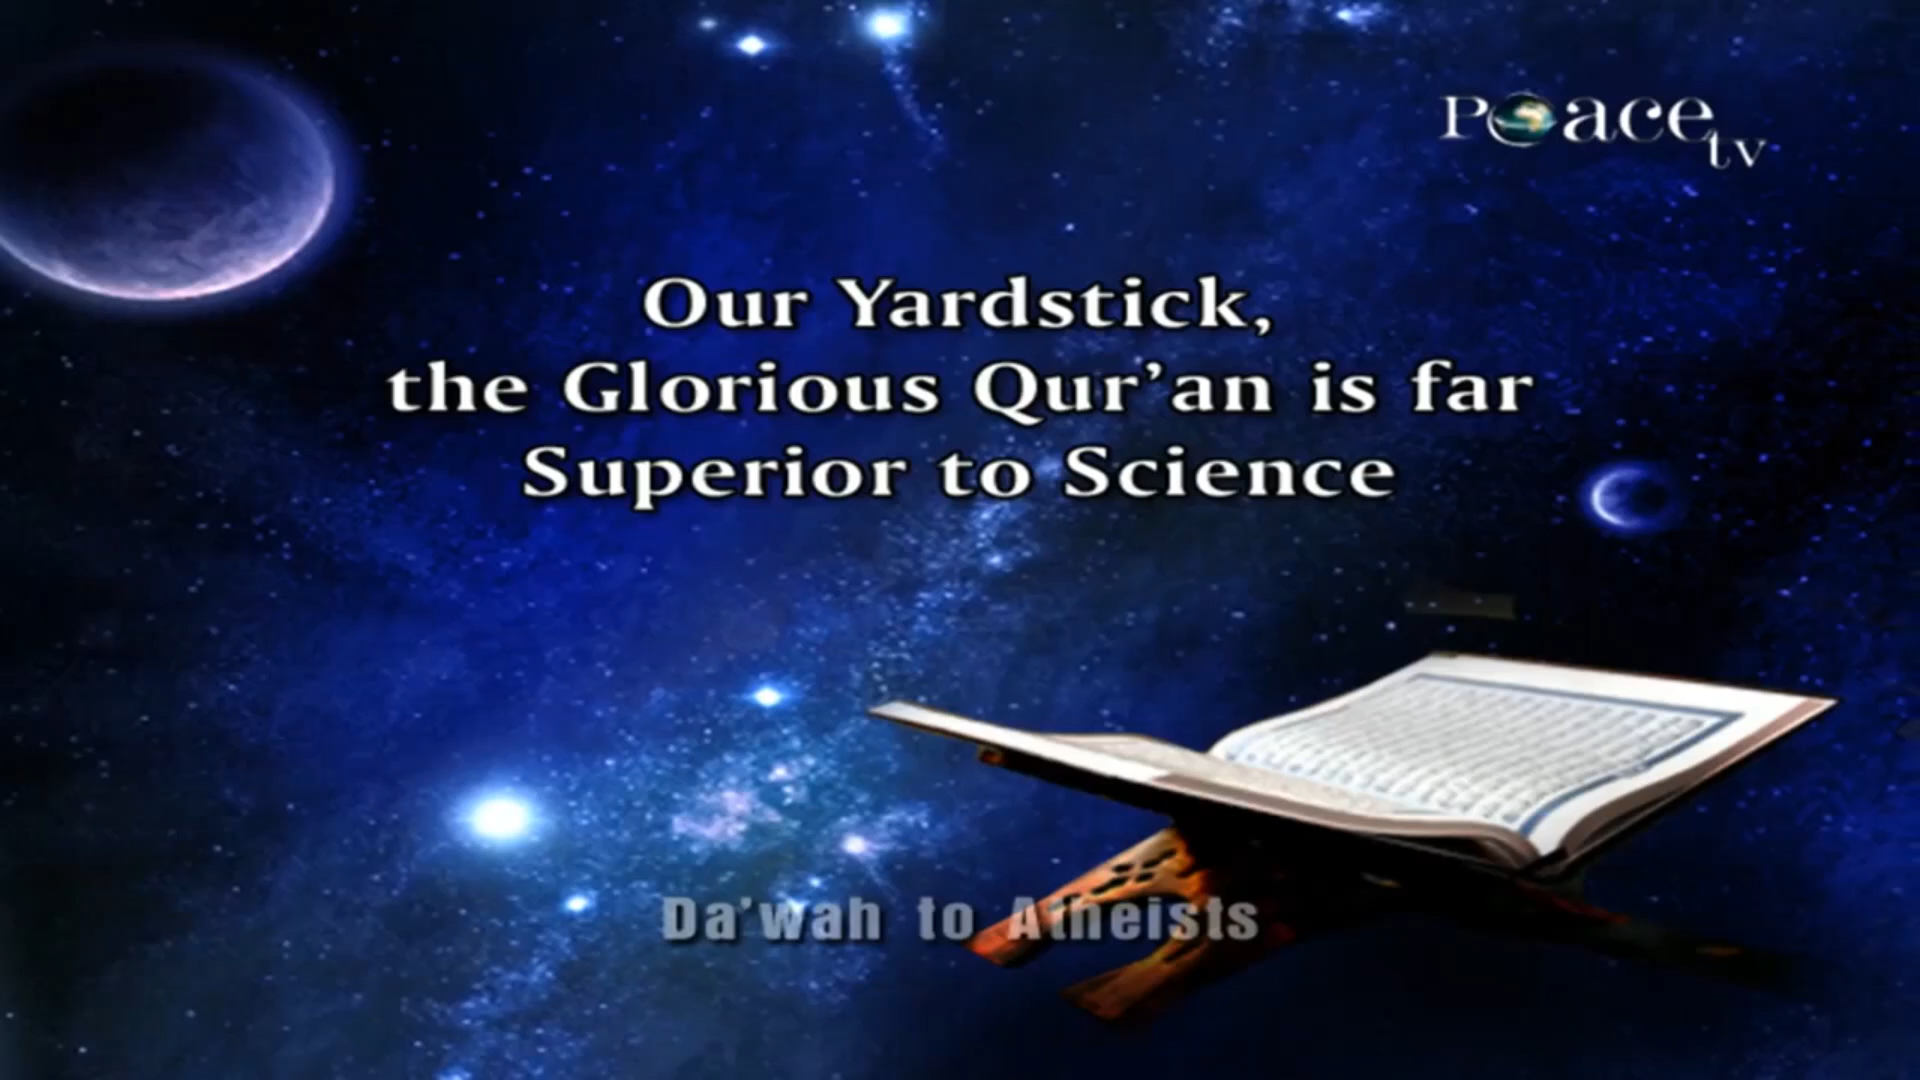 Peace tv
Our Yardstick,
the Glorious Qur'an is far
Superior to Science
Da'wah to Atheists